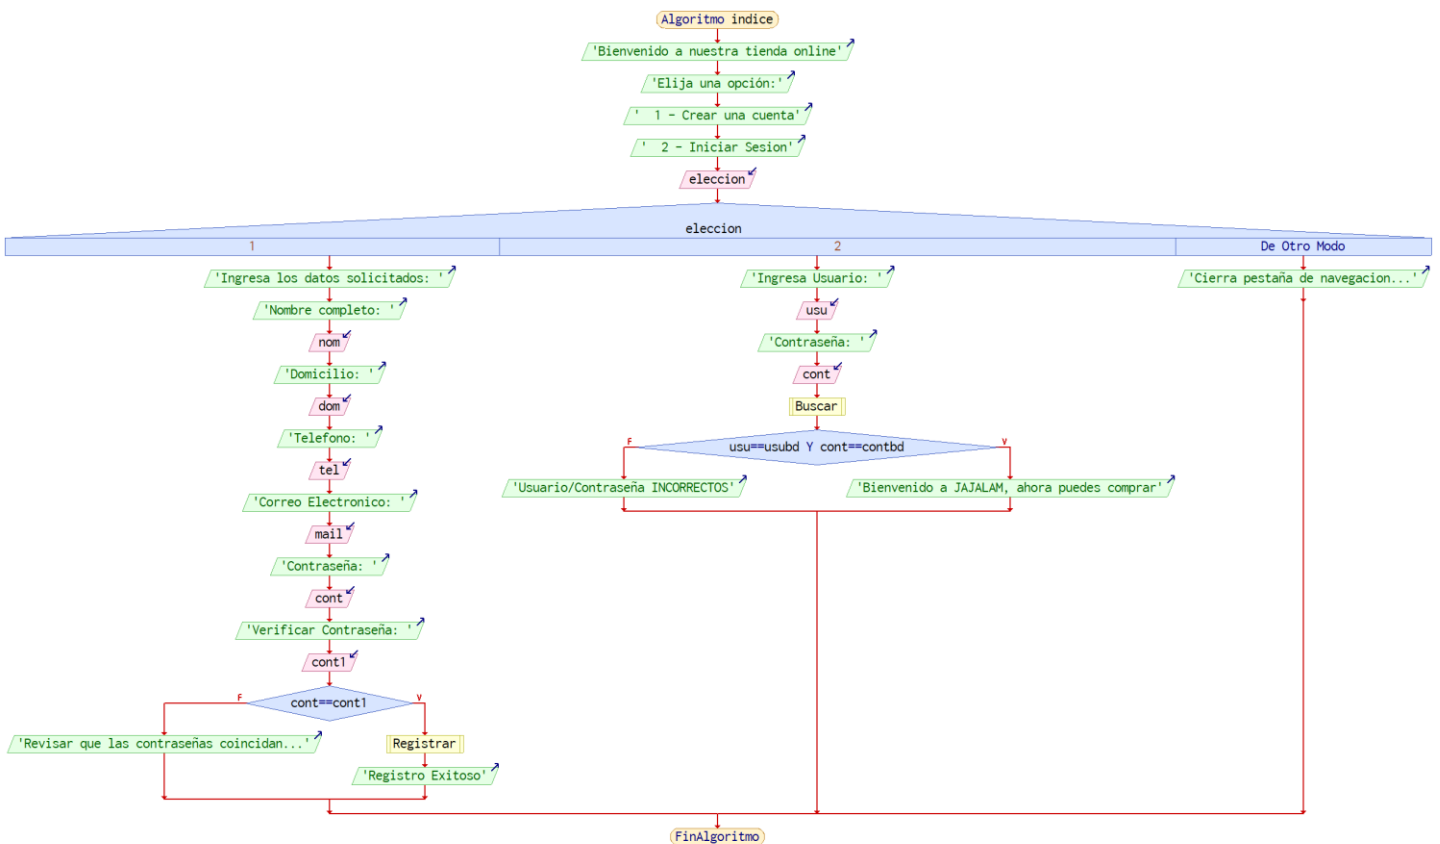 Algoritmo indice
'Bienvenido a nuestra tienda online'
'Elija una opción:'
'  1 - Crear una cuenta'
'  2 - Iniciar Sesion'
eleccion
eleccion
1
2
De Otro Modo
'Ingresa los datos solicitados: '
'Nombre completo: '
nom
'Domicilio: '
dom
'Telefono: '
tel
'Correo Electronico: '
mail
'Contraseña: '
cont
'Verificar Contraseña: '
cont1
F
V
cont==cont1
'Revisar que las contraseñas coincidan...'
Registrar
'Registro Exitoso'
'Ingresa Usuario: '
usu
'Contraseña: '
cont
Buscar
F
V
usu==usubd Y cont==contbd
'Usuario/Contraseña INCORRECTOS'
'Bienvenido a JAJALAM, ahora puedes comprar'
'Cierra pestaña de navegacion...'
FinAlgoritmo